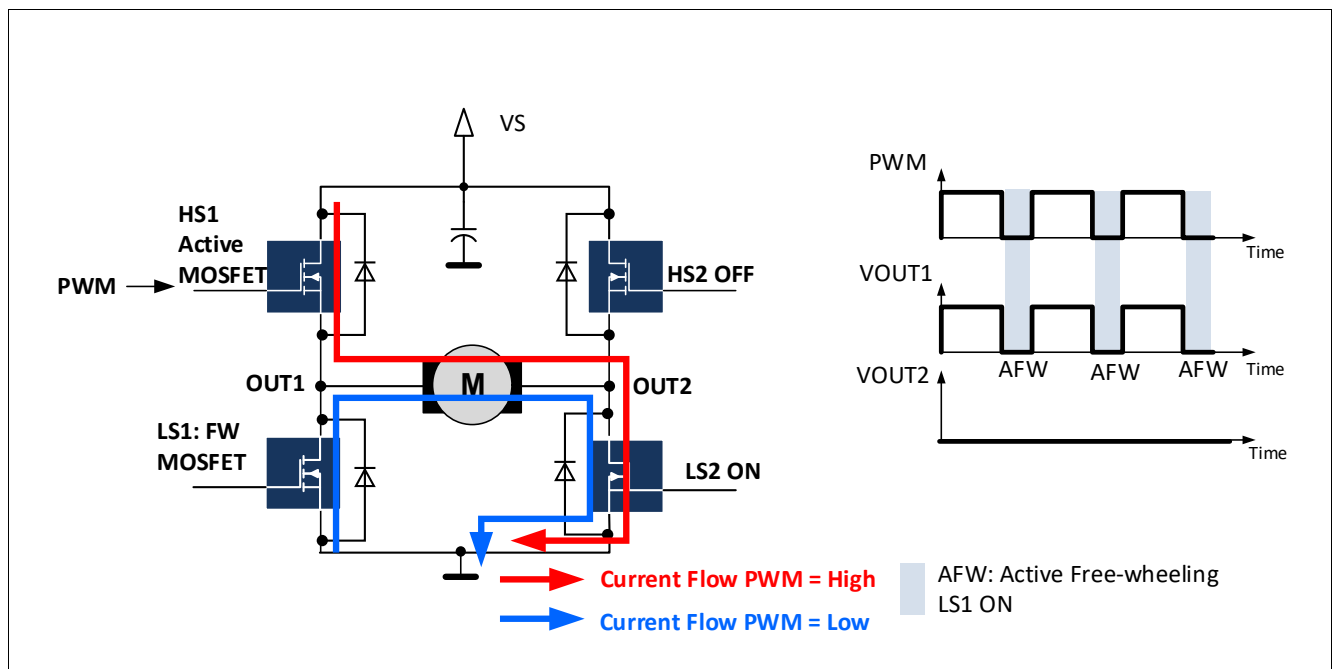 VS
HS1
Active
MOSFET
PWM
HS2 OFF
OUT1
M
OUT2
LS1: FW
MOSFET
LS2 ON
PWM
Time
VOUT1
AFW
AFW
AFW
Time
VOUT2
Time
Current Flow PWM = High
Current Flow PWM = Low
AFW: Active Free-wheeling
LS1 ON